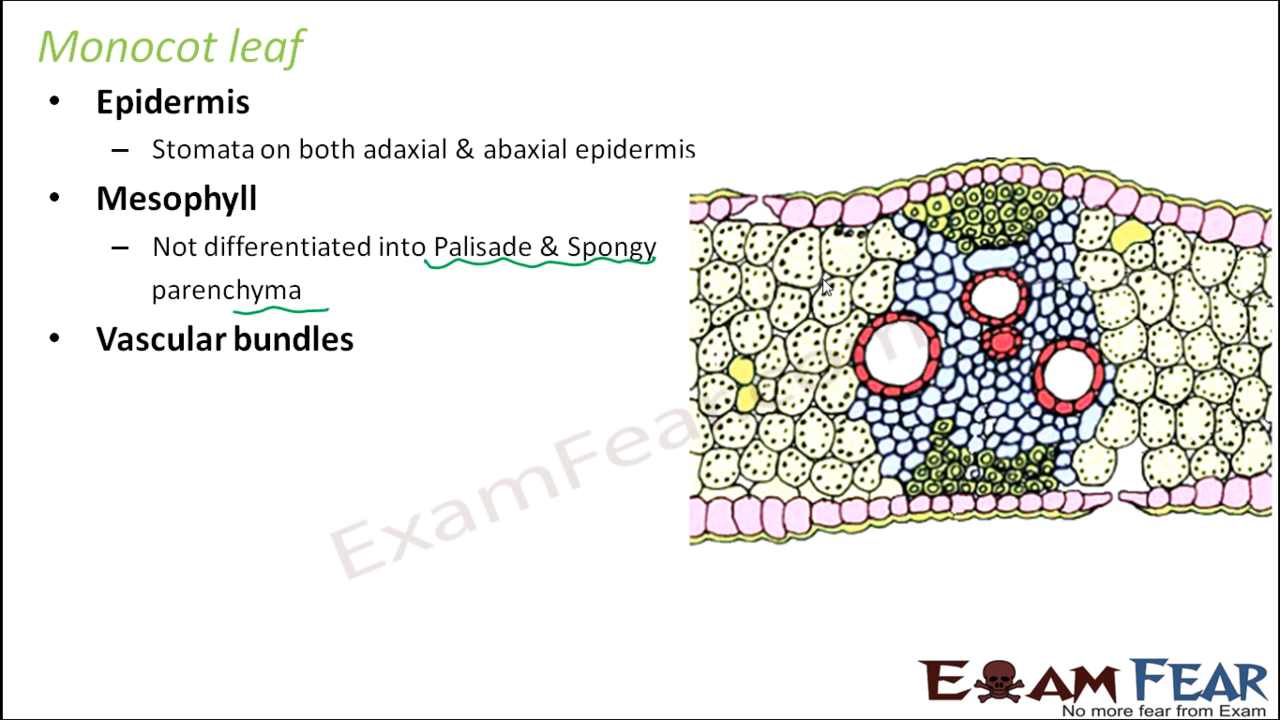 Monocot leaf
• Epidermis
– Stomata on both adaxial & abaxial epidermis
• Mesophyll
– Not differentiated into Palisade & Spongy
parenchyma
• Vascular bundles
ExamFear.com
EXAM FEAR
No more fear from Exam